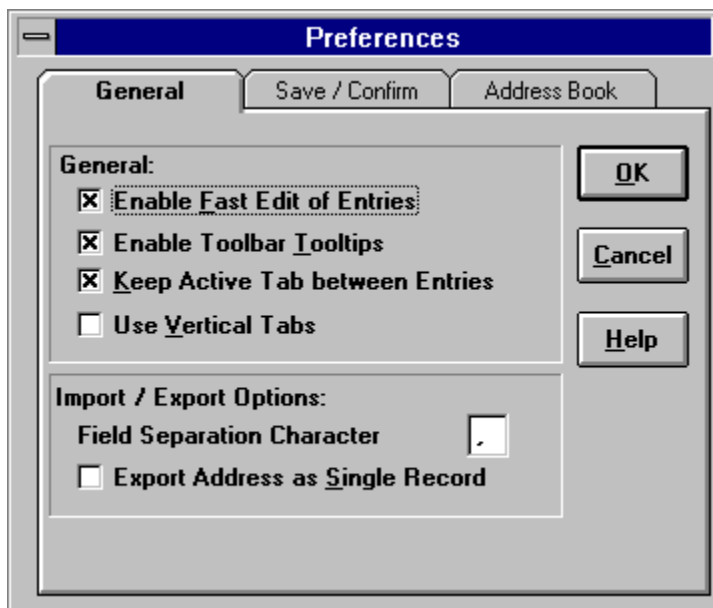 Preferences
General
Save / Confirm
Address Book
General:
Enable Fast Edit of Entries
Enable Toolbar Tooltips
Keep Active Tab between Entries
Use Vertical Tabs
OK
Cancel
Help
Import / Export Options:
Field Separation Character ,
Export Address as Single Record